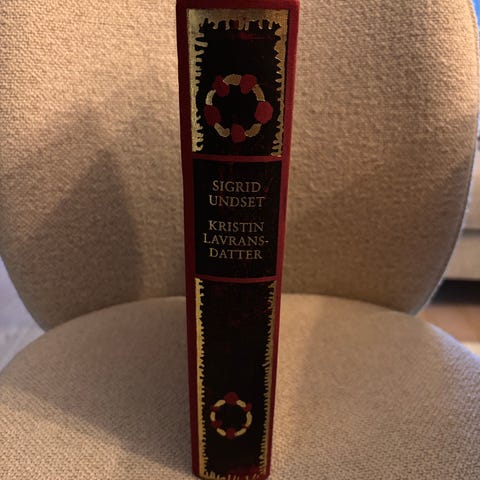 SIGRID
UNDSET
KRISTIN
LAVRANS-
DATTER